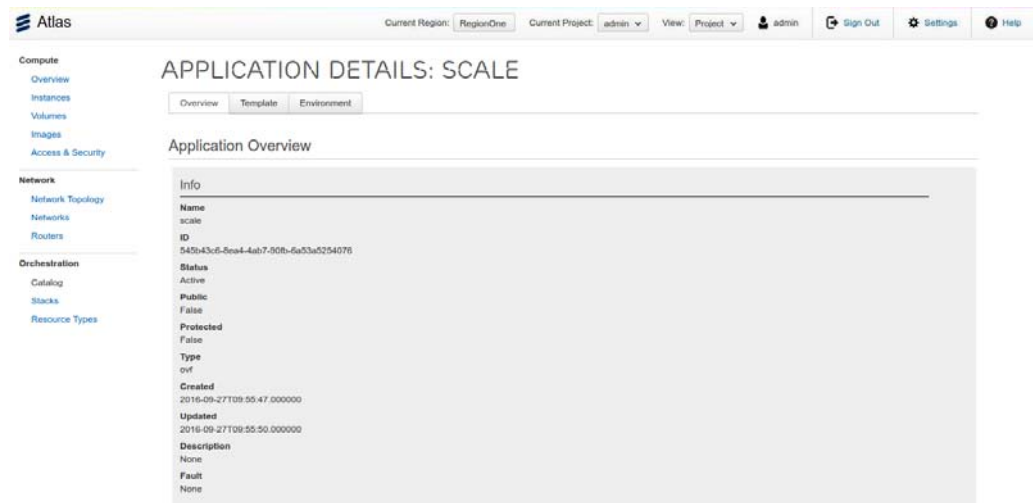 Atlas
Current Region: RegionOne Current Project: admin View: Project admin Sign Out Settings Help
Compute
Overview
Instances
Volumes
Images
Access & Security
Network
Network Topology
Networks
Routers
Orchestration
Catalog
Stacks
Resource Types
APPLICATION DETAILS: SCALE
Overview Template Environment
Application Overview
Info
Name
scale
ID
545b43c6-8ea4-4ab7-90fb-6a53a5254076
Status
Active
Public
False
Protected
False
Type
ovf
Created
2016-09-27T09:55:47.000000
Updated
2016-09-27T09:55:50.000000
Description
None
Fault
None